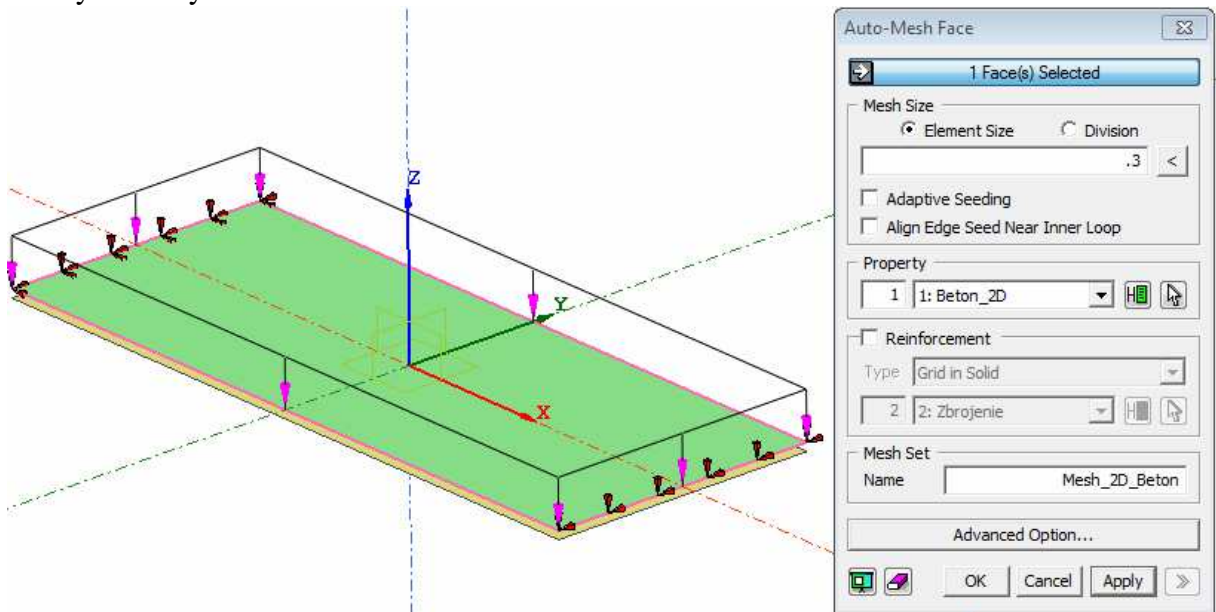 Z
Y
X
Auto-Mesh Face
1 Face(s) Selected
Mesh Size
Element Size Division
.3 <
Adaptive Seeding
Align Edge Seed Near Inner Loop
Property
1 1: Beton_2D
Reinforcement
Type Grid in Solid
2 2: Zbrojenie
Mesh Set
Name Mesh_2D_Beton
Advanced Option...
OK Cancel Apply >>